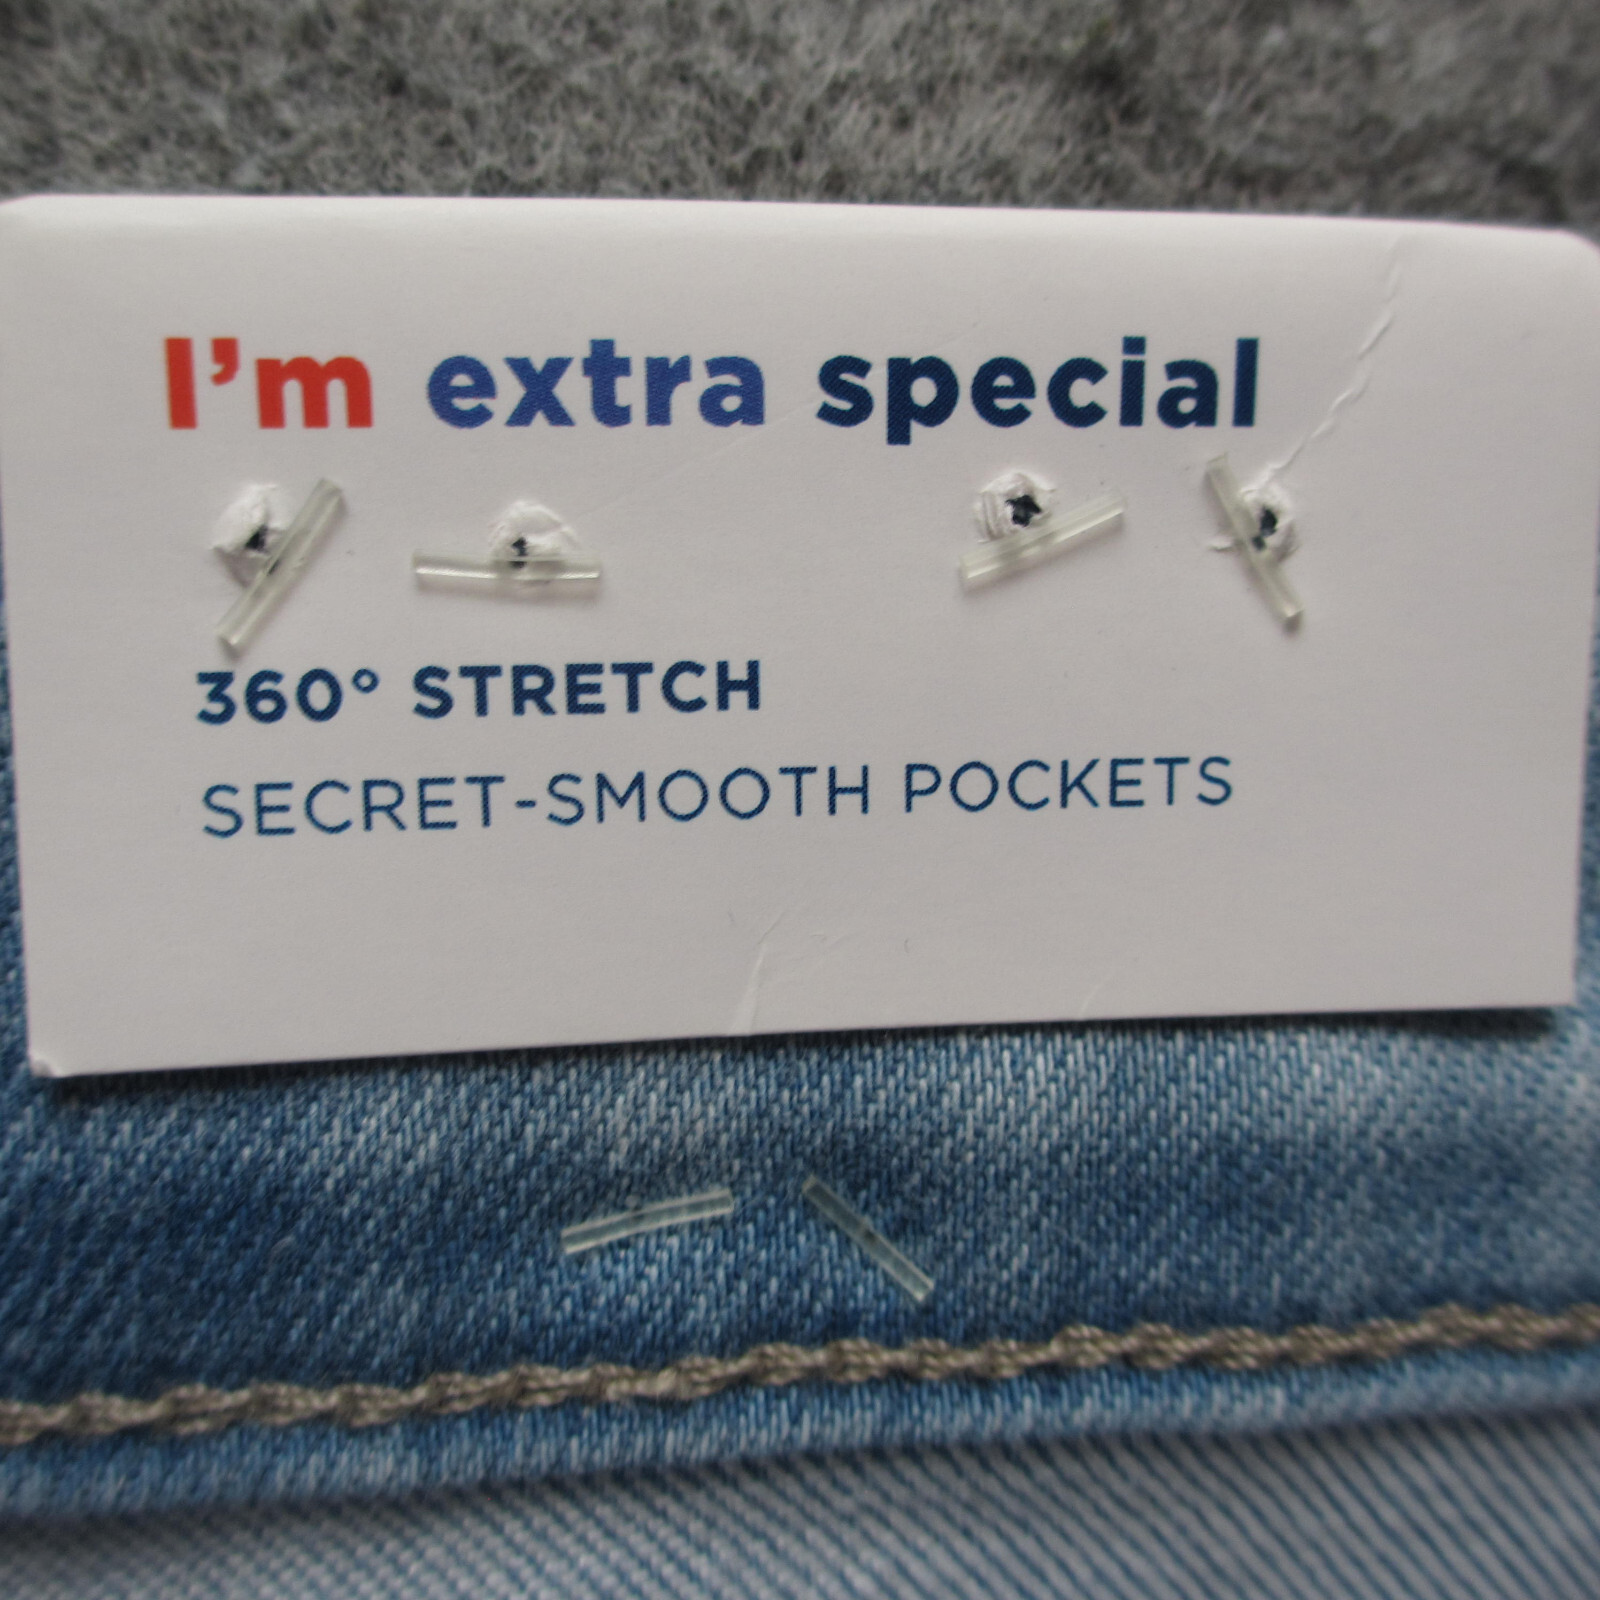 I'm extra special
360° STRETCH
SECRET-SMOOTH POCKETS